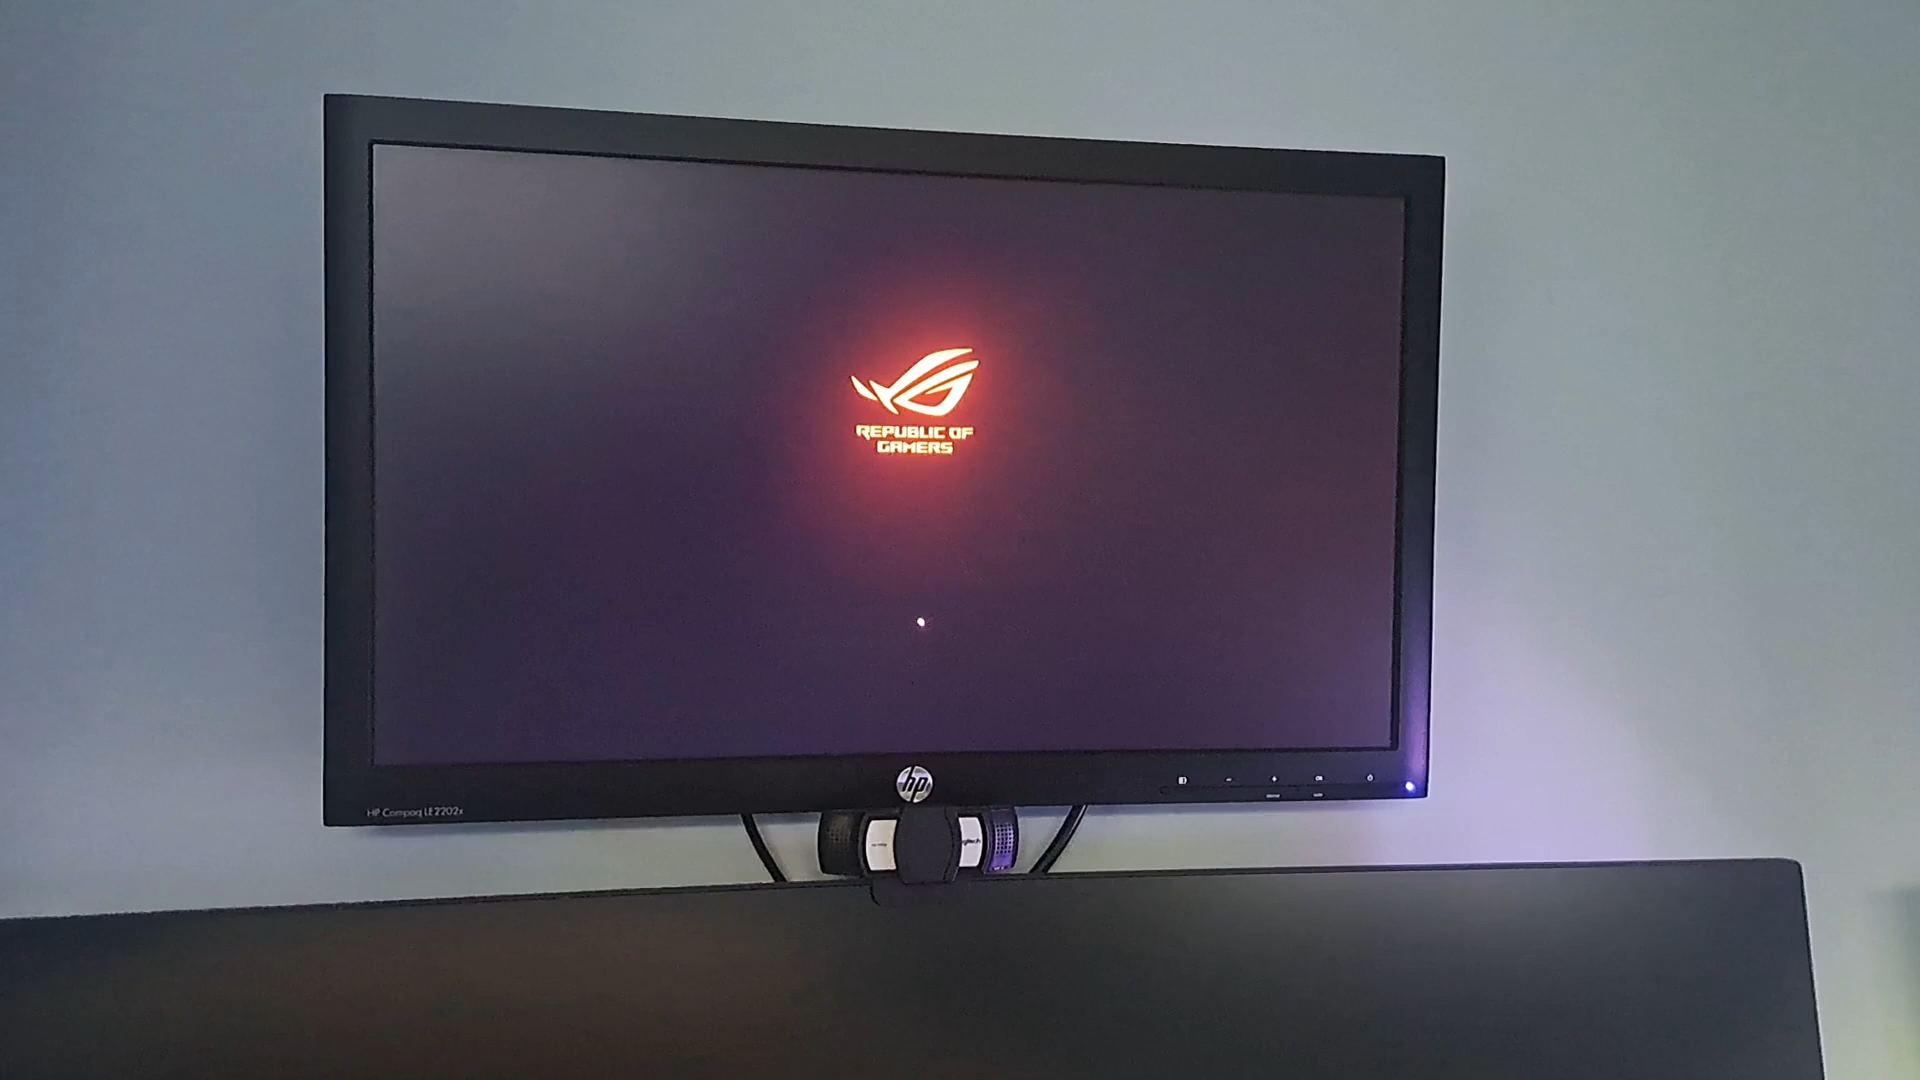 REPUBLIC OF
GAMERS
hp
HP Compaq LE2202x